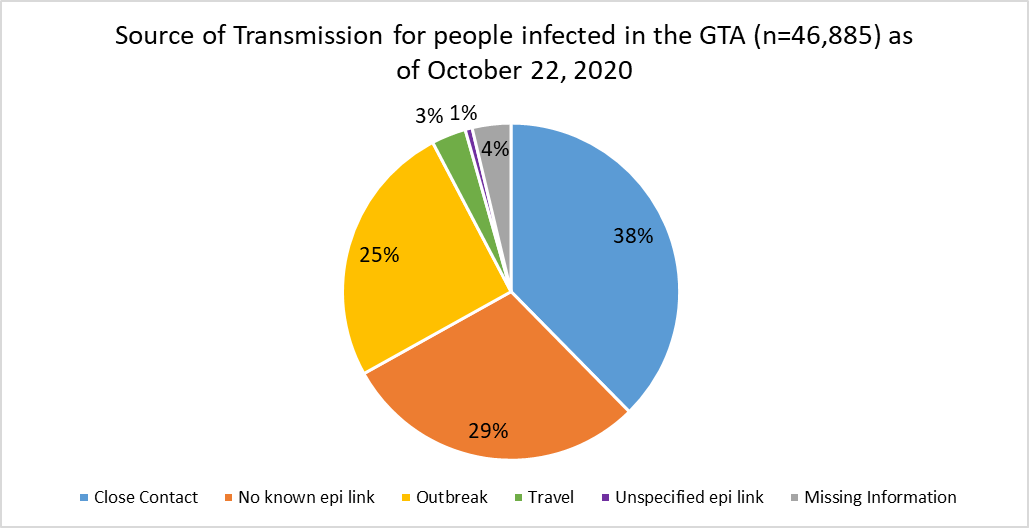 Source of Transmission for people infected in the GTA (n=46,885) as
of October 22, 2020
3% 1%
4%
38%
25%
29%
Close Contact No known epi link Outbreak Travel Unspecified epi link Missing Information